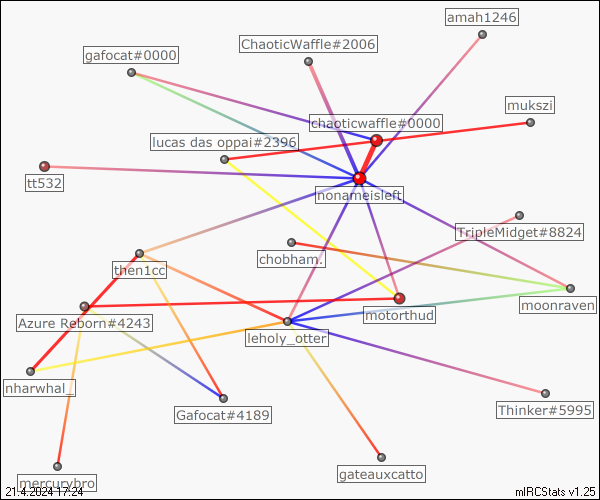 amah1246
ChaoticWaffle#2006
gafocat#0000
mukszi
chaoticwaffle#0000
lucas das oppai#2396
tt532
nonameisleft
TripleMidget#8824
chobham.
then1cc
moonraven
motorthud
Azure Reborn#4243
leholy_otter
nharwhal_
Thinker#5995
Gafocat#4189
gateauxcatto
mercurybro
21.4.2024 17:24
mIRCStats v1.25